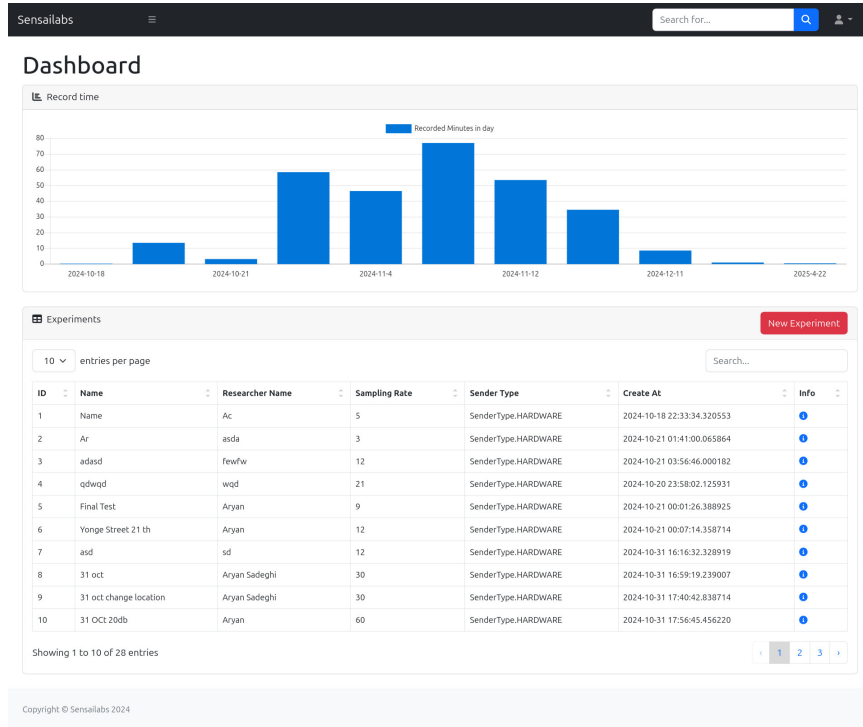 Sensailabs Search for...
Dashboard
Record time
Recorded Minutes in day
80
70
60
50
40
30
20
10
0
2024-10-18 2024-10-21 2024-11-4 2024-11-12 2024-12-11 2025-4-22
Experiments New Experiment
10 entries per page Search...
ID Name Researcher Name Sampling Rate Sender Type Create At Info
1 Name Ac 5 SenderType.HARDWARE 2024-10-18 22:33:34.320553
2 Ar asda 3 SenderType.HARDWARE 2024-10-21 01:41:00.065864
3 adasd fewfw 12 SenderType.HARDWARE 2024-10-21 03:56:46.000182
4 qdwqd wqd 21 SenderType.HARDWARE 2024-10-20 23:58:02.125931
5 Final Test Aryan 9 SenderType.HARDWARE 2024-10-21 00:01:26.388925
6 Yonge Street 21 th Aryan 12 SenderType.HARDWARE 2024-10-21 00:07:14.358714
7 asd sd 12 SenderType.HARDWARE 2024-10-31 16:16:32.328919
8 31 oct Aryan Sadeghi 30 SenderType.HARDWARE 2024-10-31 16:59:19.239007
9 31 oct change location Aryan Sadeghi 30 SenderType.HARDWARE 2024-10-31 17:40:42.838714
10 31 OCt 20db Aryan 60 SenderType.HARDWARE 2024-10-31 17:56:45.456220
Showing 1 to 10 of 28 entries ‹ 1 2 3 ›
Copyright © Sensailabs 2024